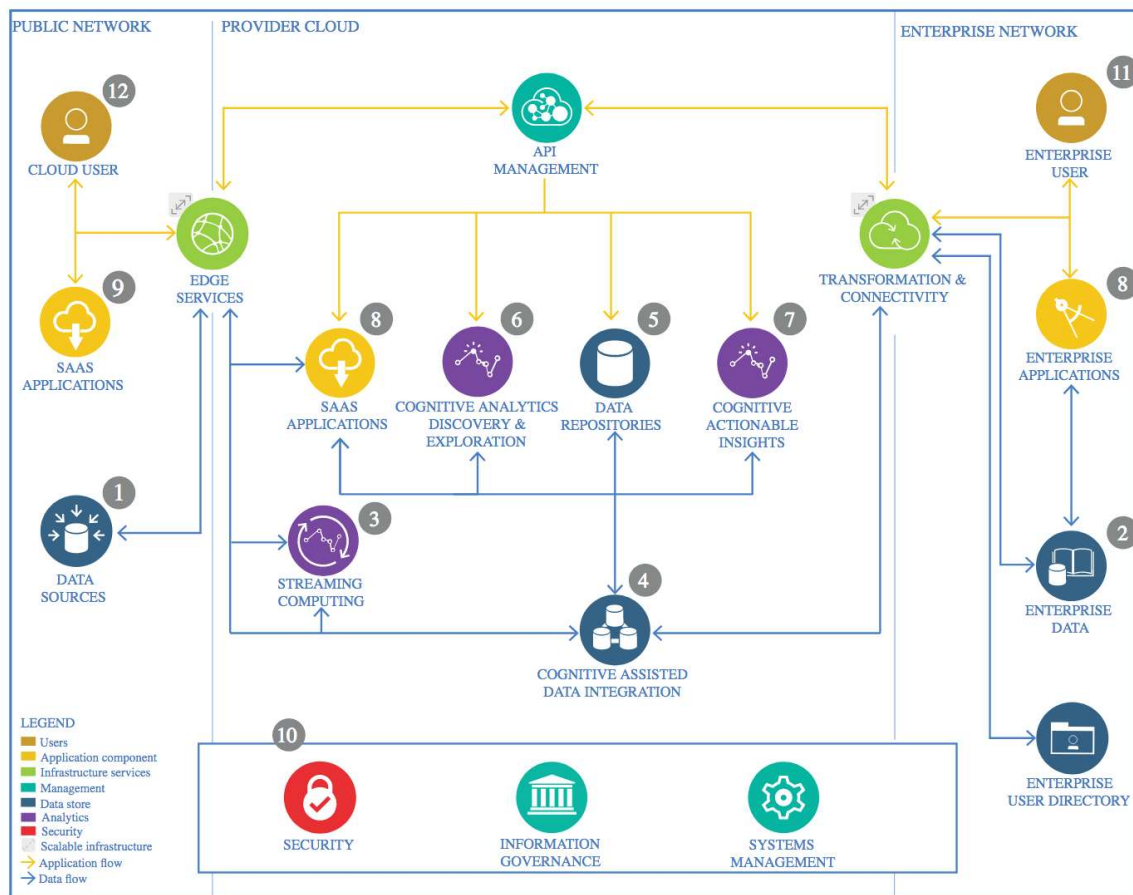 PUBLIC NETWORK
PROVIDER CLOUD
ENTERPRISE NETWORK
12
CLOUD USER
API
MANAGEMENT
11
ENTERPRISE
USER
EDGE
SERVICES
TRANSFORMATION &
CONNECTIVITY
9
SAAS
APPLICATIONS
8
SAAS
APPLICATIONS
6
COGNITIVE ANALYTICS
DISCOVERY &
EXPLORATION
5
DATA
REPOSITORIES
7
COGNITIVE
ACTIONABLE
INSIGHTS
8
ENTERPRISE
APPLICATIONS
1
DATA
SOURCES
3
STREAMING
COMPUTING
4
COGNITIVE ASSISTED
DATA INTEGRATION
2
ENTERPRISE
DATA
ENTERPRISE
USER DIRECTORY
LEGEND
Users
Application component
Infrastructure services
Management
Data store
Analytics
Security
Scalable infrastructure
Application flow
Data flow
10
SECURITY
INFORMATION
GOVERNANCE
SYSTEMS
MANAGEMENT